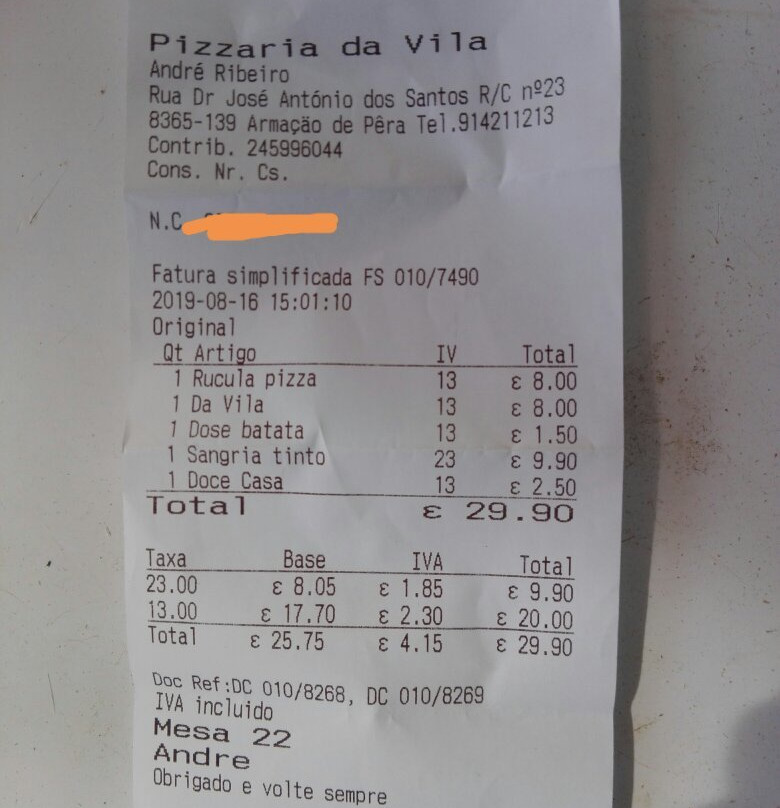 Pizzaria da Vila
André Ribeiro
Rua Dr José António dos Santos R/C nº23
8365-139 Armação de Pêra Tel.914211213
Contrib. 245996044
Cons. Nr. Cs.
N.C
Fatura simplificada FS 010/7490
2019-08-16 15:01:10
Original
Qt Artigo IV Total
1 Rucula pizza 13 ε 8.00
1 Da Vila 13 ε 8.00
1 Dose batata 13 ε 1.50
1 Sangria tinto 23 ε 9.90
1 Doce Casa 13 ε 2.50
Total ε 29.90
Taxa Base IVA Total
23.00 ε 8.05 ε 1.85 ε 9.90
13.00 ε 17.70 ε 2.30 ε 20.00
Total ε 25.75 ε 4.15 ε 29.90
Doc Ref:DC 010/8268, DC 010/8269
IVA incluido
Mesa 22
Andre
Obrigado e volte sempre